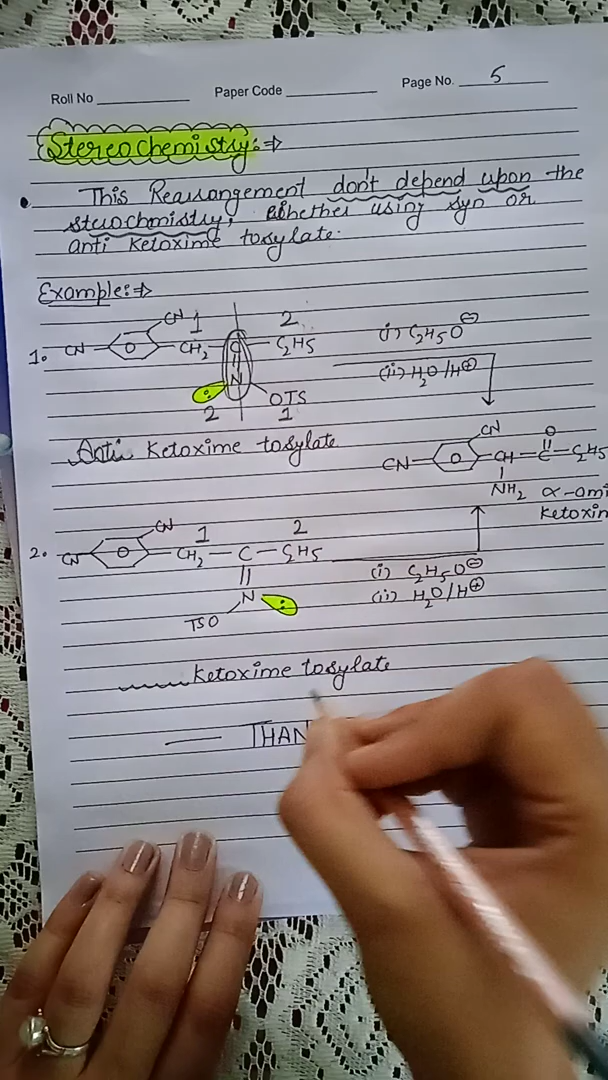 Roll No ________ Paper Code ________ Page No. 5
Stereochemistry:⇒
• This Rearrangement don't depend upon the
sterochmistry, whether using syn or
anti ketoxime tosylate.
Example:⇒
1. CN CN CH2 1 C C2H5 2 (i) C2H5O⊖
N (ii) H2O/H⊕
2 OTS 1
Anti ketoxime tosylate
CN CN CH–C–C2H5 O
NH2 α-ami
ketoxin
2. CN CN CH2 1 – C – C2H5 2
(i) C2H5O⊖
N (ii) H2O/H⊕
TSO
ketoxime tosylate
THAN